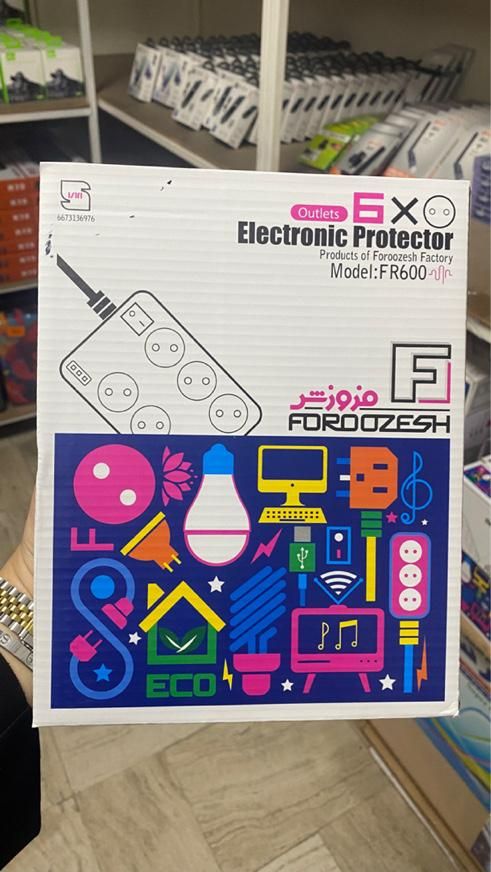 6673136976
Outlets 6×
Electronic Protector
Products of Foroozesh Factory
Model:FR600
فروزش
FOROOZESH
ECO